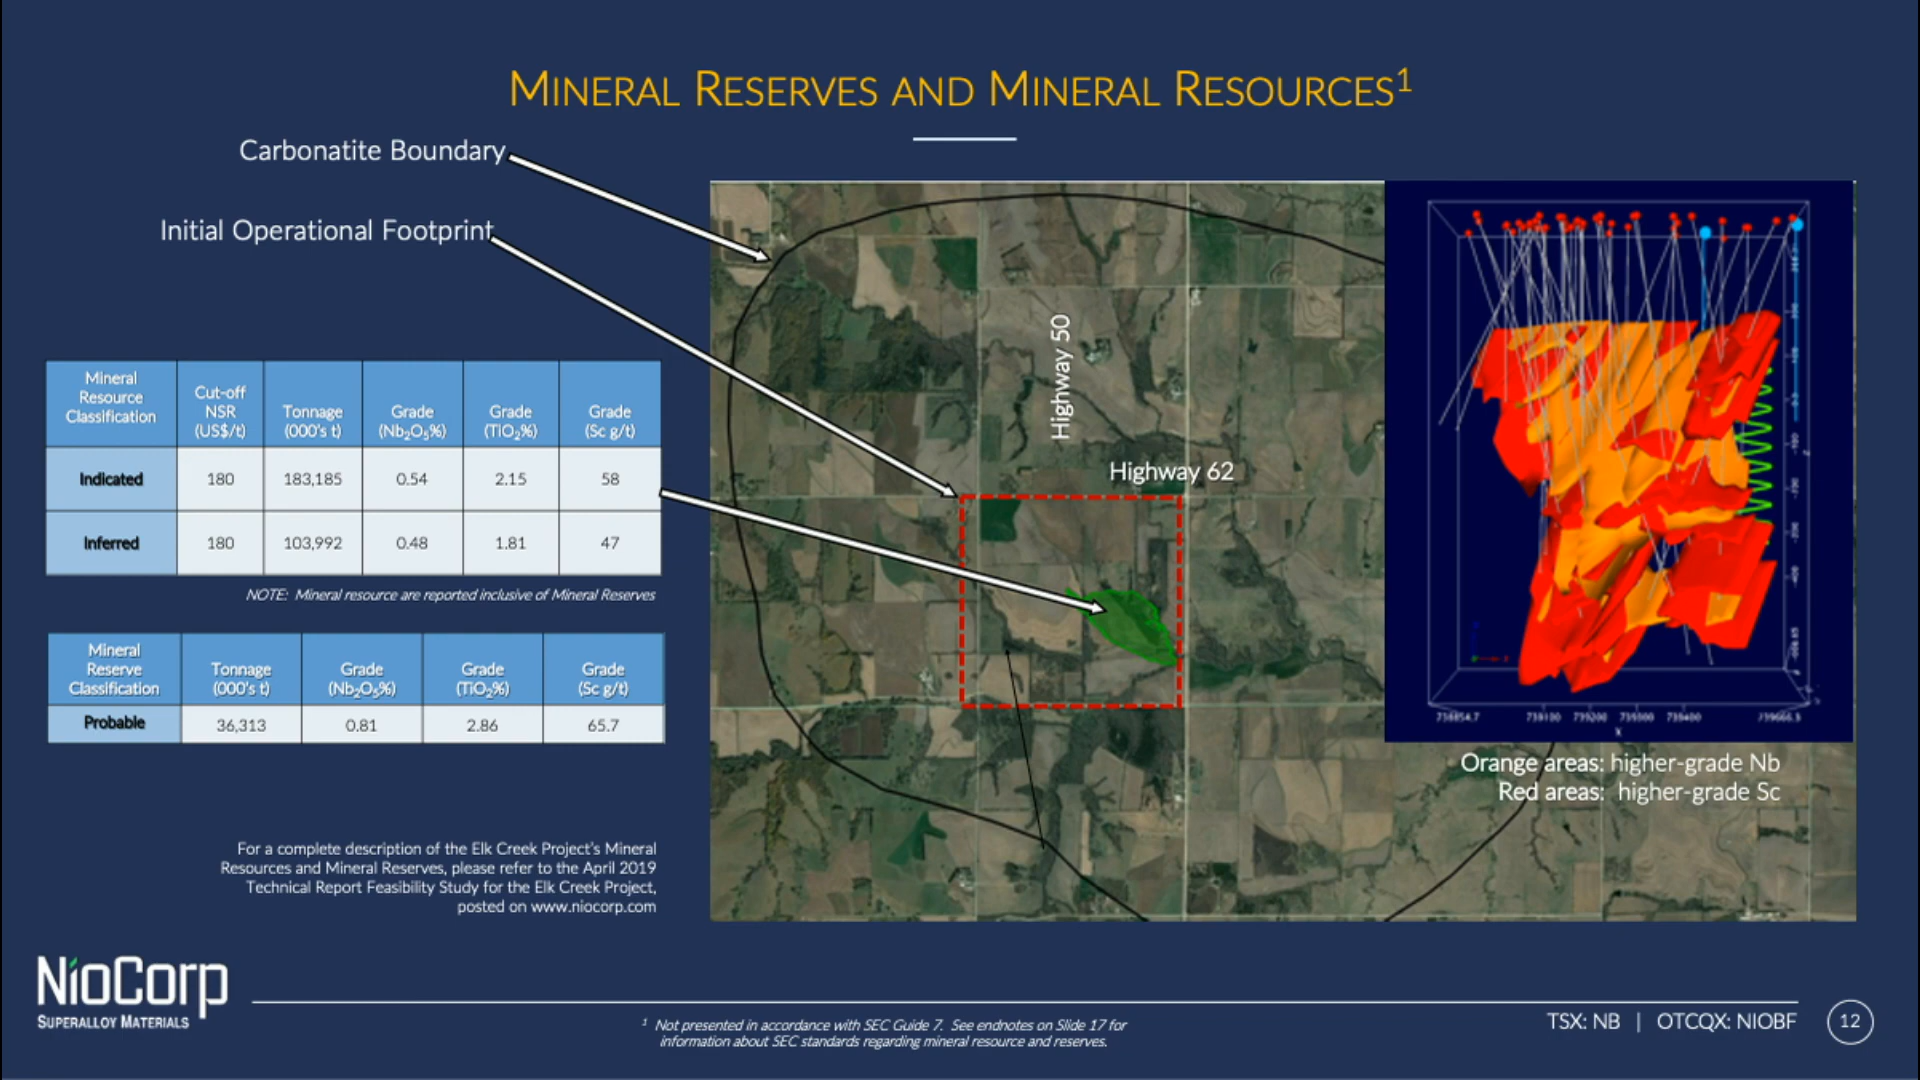 MINERAL RESERVES AND MINERAL RESOURCES¹
Carbonatite Boundary
Initial Operational Footprint
Highway 50
Highway 62
Mineral Resource Classification Cut-off NSR (US$/t) Tonnage (000's t) Grade (Nb₂O₅%) Grade (TiO₂%) Grade (Sc g/t)
Indicated 180 183,185 0.54 2.15 58
Inferred 180 103,992 0.48 1.81 47
NOTE: Mineral resource are reported inclusive of Mineral Reserves
Mineral Reserve Classification Tonnage (000's t) Grade (Nb₂O₅%) Grade (TiO₂%) Grade (Sc g/t)
Probable 36,313 0.81 2.86 65.7
For a complete description of the Elk Creek Project's Mineral
Resources and Mineral Reserves, please refer to the April 2019
Technical Report Feasibility Study for the Elk Creek Project,
posted on www.niocorp.com
739100 739200 739300 739400
X
Orange areas: higher-grade Nb
Red areas: higher-grade Sc
NioCorp
SUPERALLOY MATERIALS
¹ Not presented in accordance with SEC Guide 7. See endnotes on Slide 17 for
information about SEC standards regarding mineral resource and reserves.
TSX: NB | OTCQX: NIOBF 12